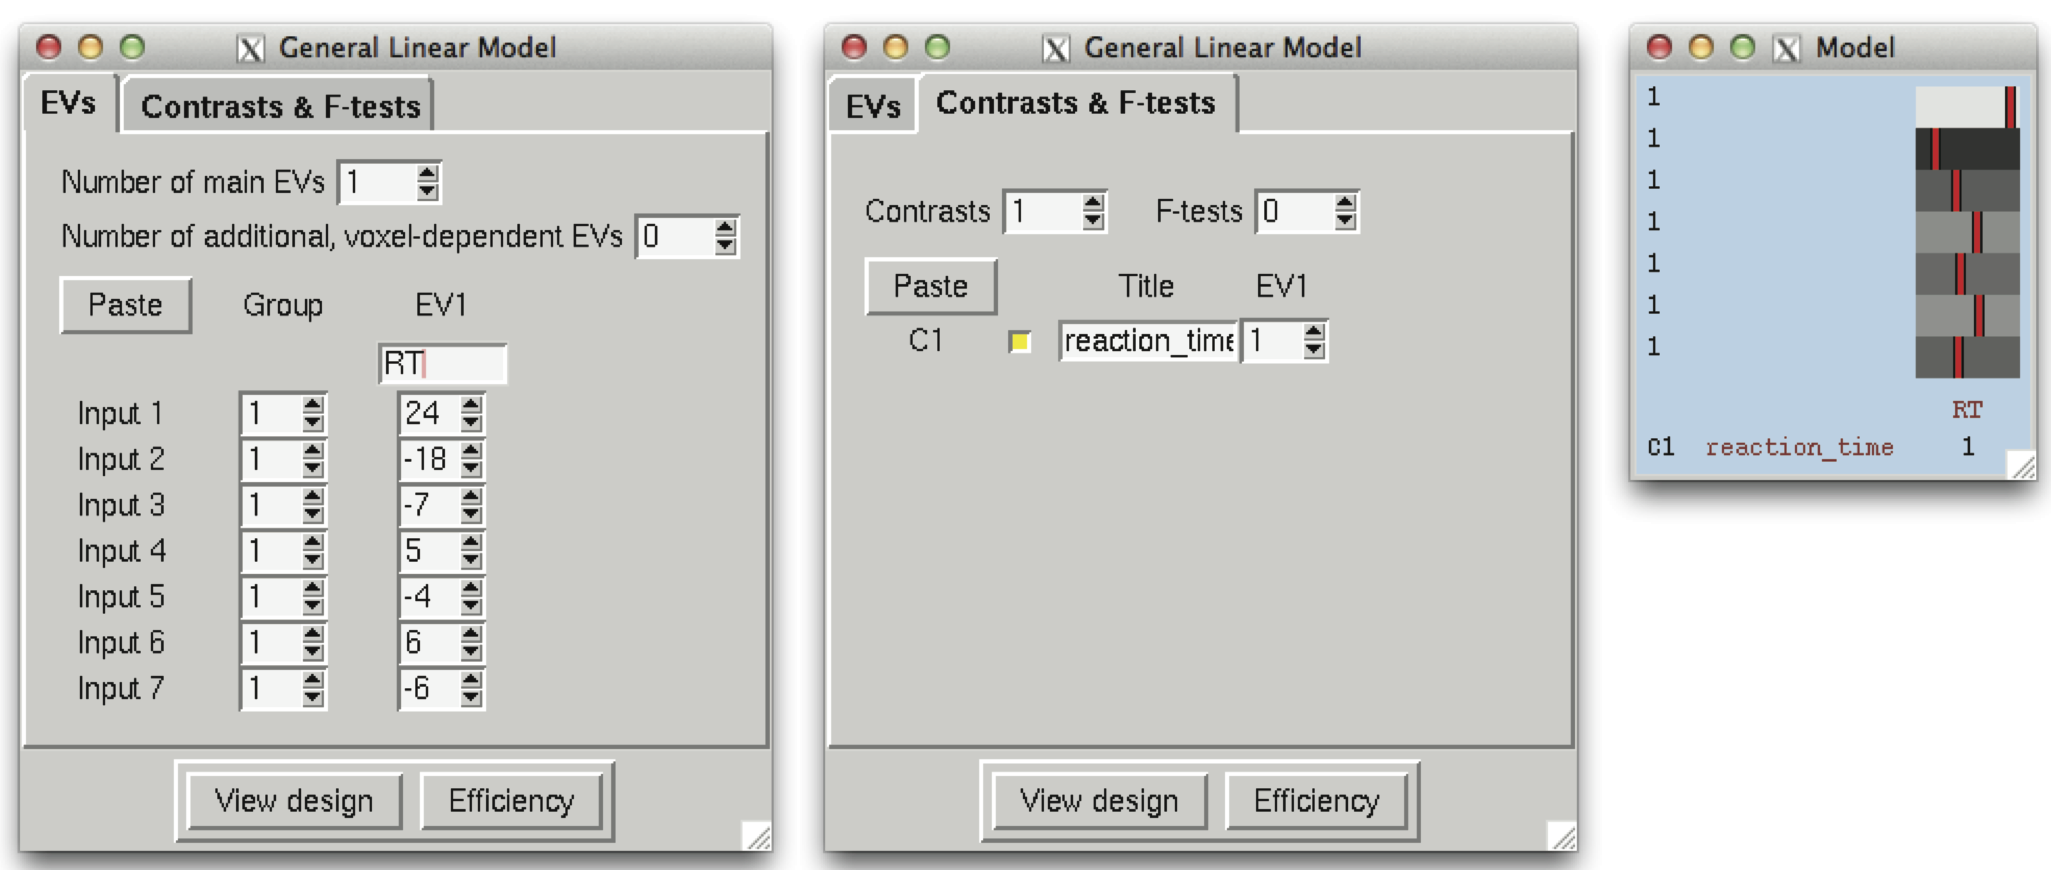 General Linear Model
EVs Contrasts & F-tests
Number of main EVs 1
Number of additional, voxel-dependent EVs 0
Paste Group EV1
RT
Input 1 1 24
Input 2 1 -18
Input 3 1 -7
Input 4 1 5
Input 5 1 -4
Input 6 1 6
Input 7 1 -6
View design Efficiency
General Linear Model
EVs Contrasts & F-tests
Contrasts 1 F-tests 0
Paste Title EV1
C1 reaction_time 1
View design Efficiency
X Model
1
1
1
1
1
1
1
RT
C1 reaction_time 1